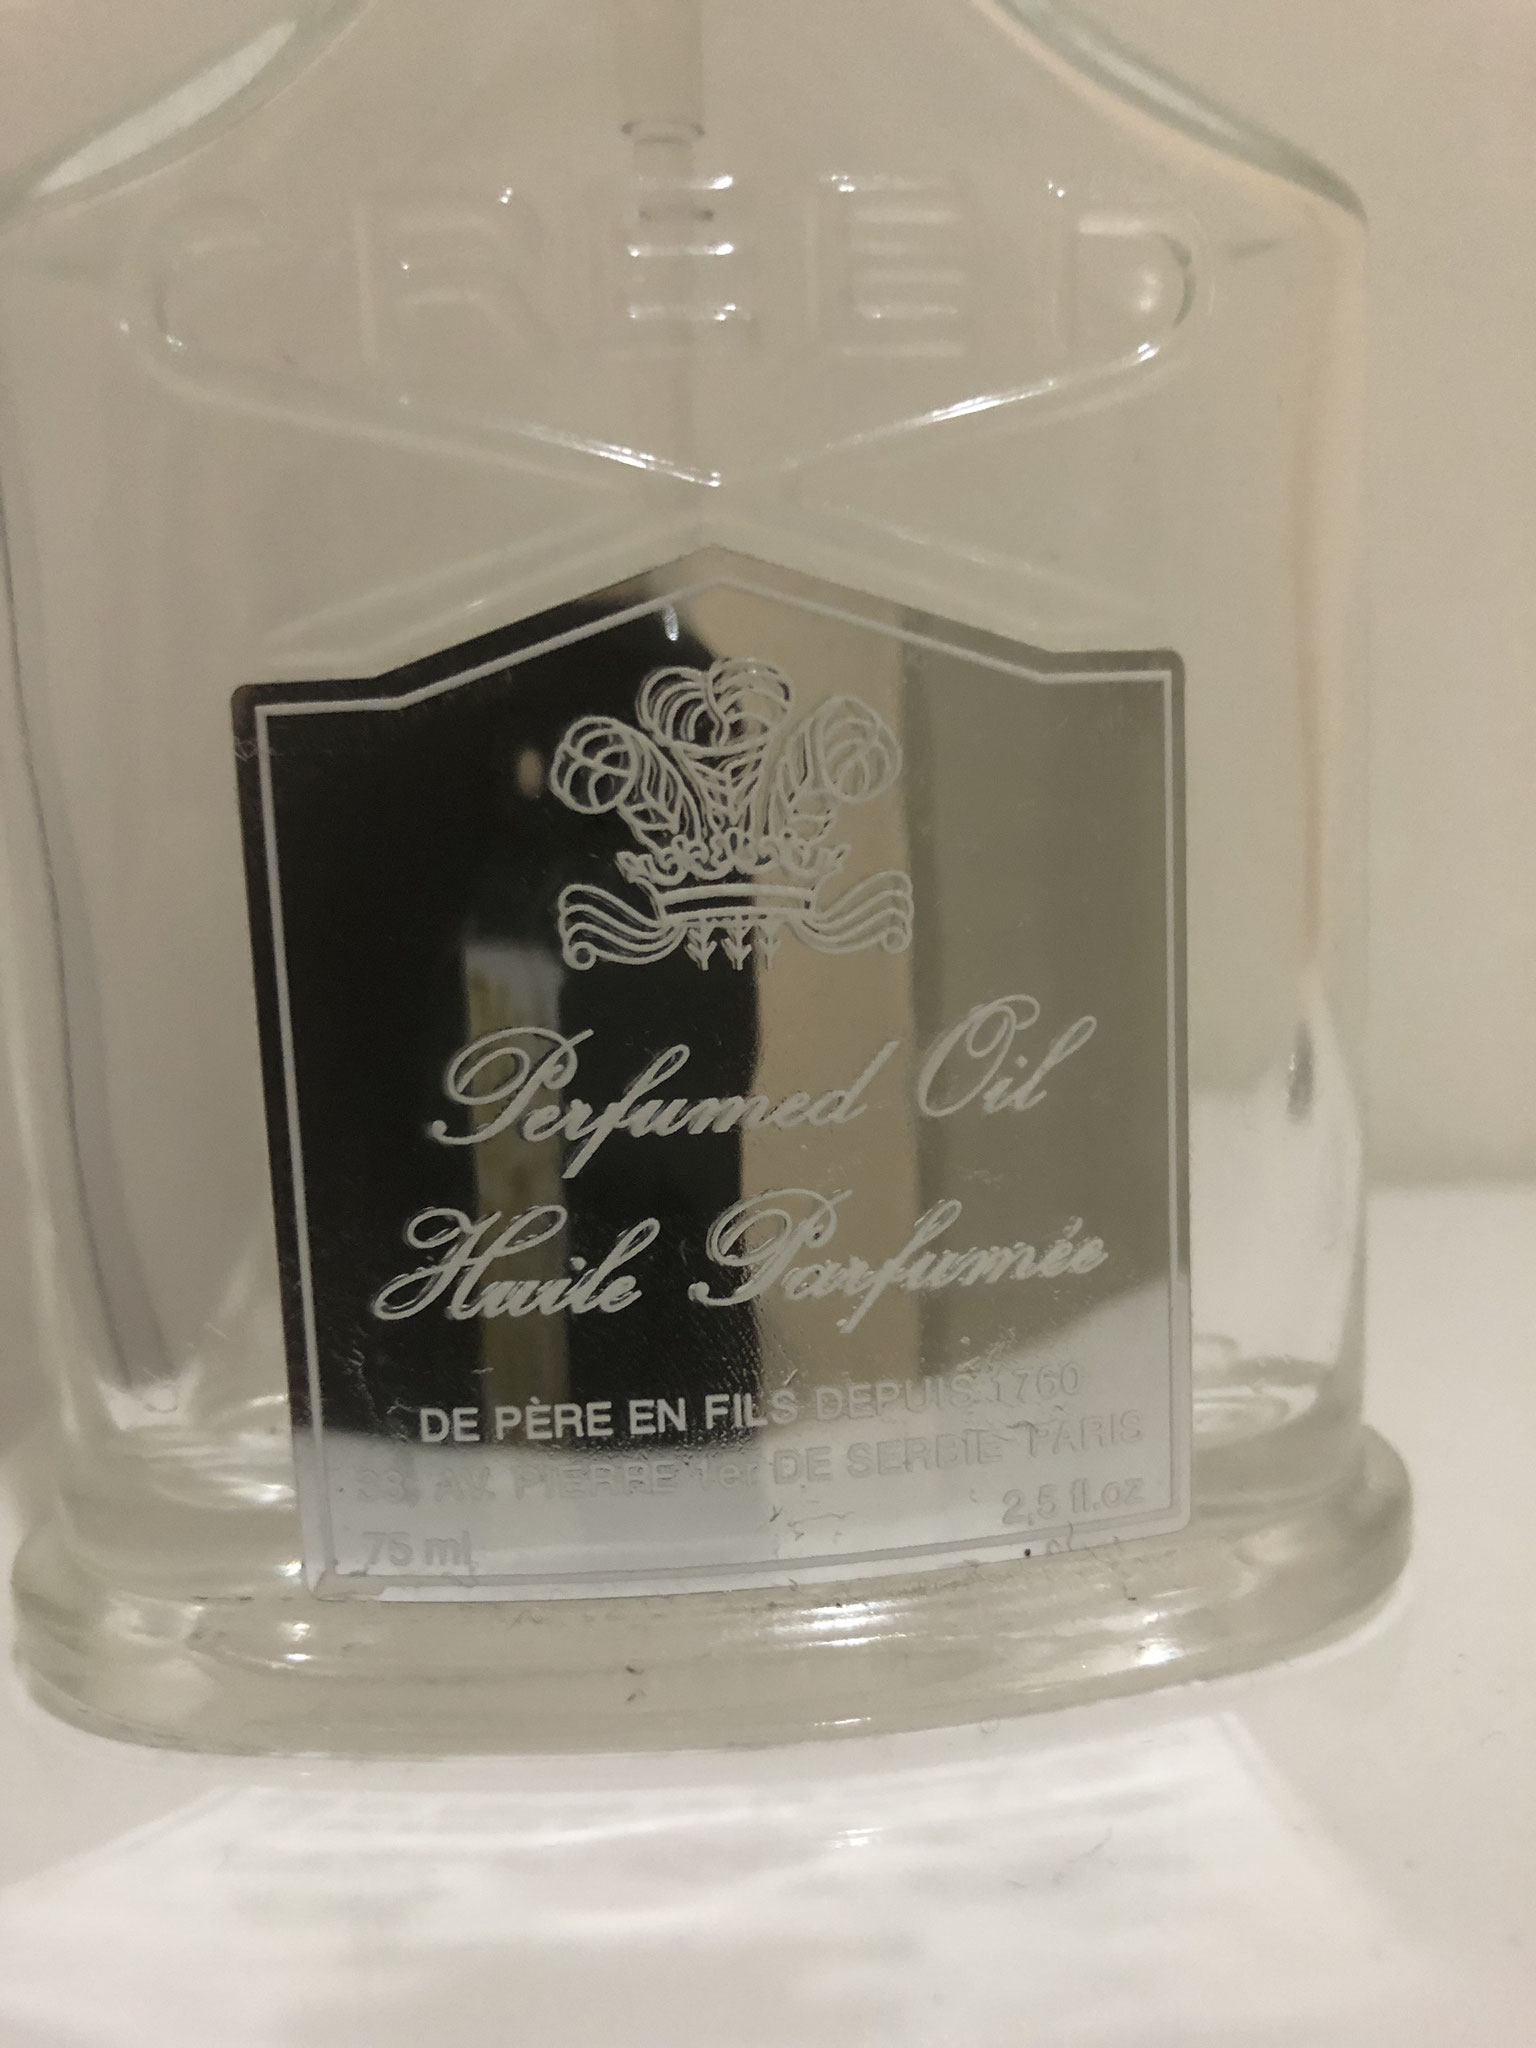 CREED
Perfumed Oil
Huile Parfumée
DE PÈRE EN FILS DEPUIS 1760
38, AV. PIERRE 1er DE SERBIE PARIS
75 ml
2,5 fl.oz